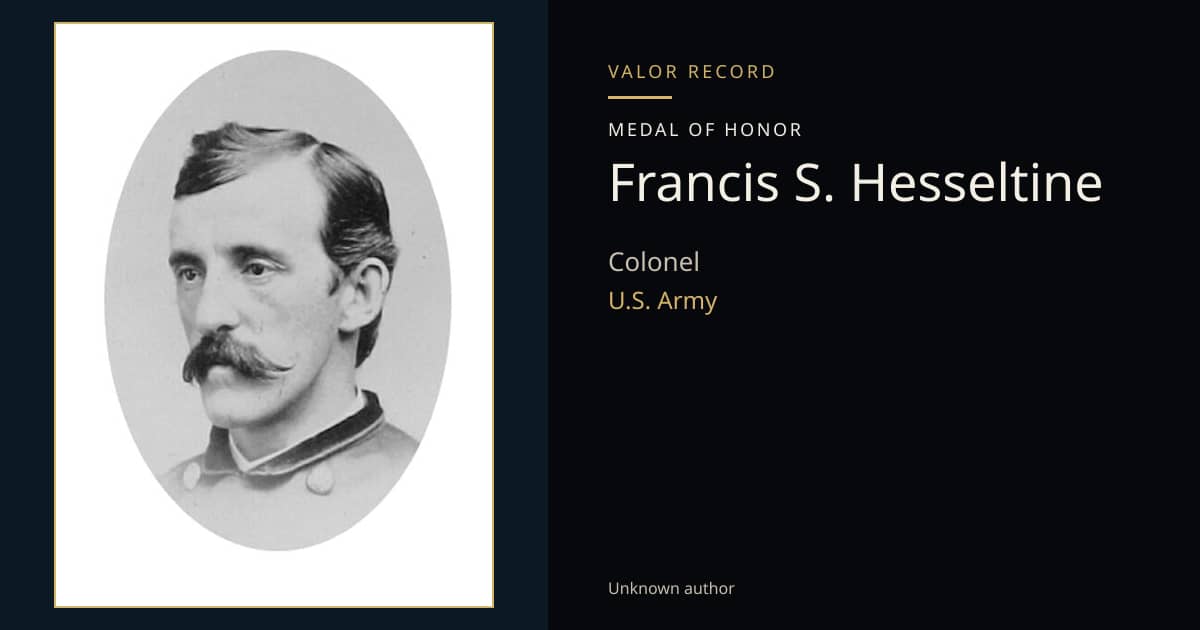 VALOR RECORD
MEDAL OF HONOR
Francis S. Hesseltine
Colonel
U.S. Army
Unknown author